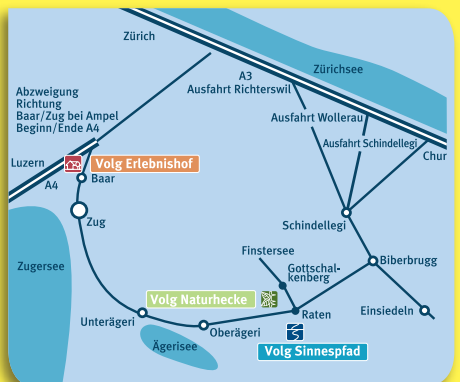 Zürich
Zürichsee
A3
Ausfahrt Richterswil
Abzweigung
Richtung
Baar/Zug bei Ampel
Beginn/Ende A4
Ausfahrt Wollerau
Ausfahrt Schindellegi
Chur
Luzern
Volg Erlebnishof
A4
Baar
Zug
Schindellegi
Finstersee
Zugersee
Gottschal-
kenberg
Biberbrugg
Volg Naturhecke
Unterägeri
Oberägeri
Raten
Einsiedeln
Ägerisee
Volg Sinnespfad